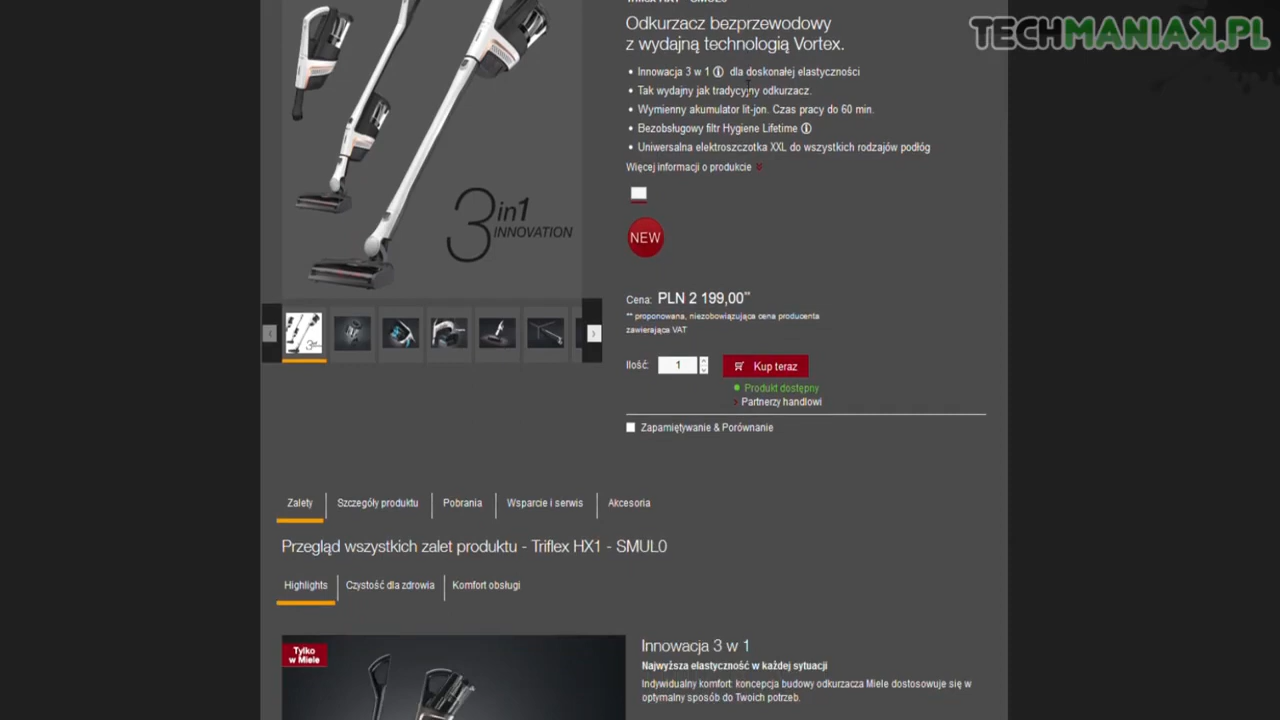 Triflex HX1 - SMUL0
TECHMANIAK.PL
Odkurzacz bezprzewodowy
z wydajną technologią Vortex.
• Innowacja 3 w 1 dla doskonałej elastyczności
• Tak wydajny jak tradycyjny odkurzacz.
• Wymienny akumulator lit-jon. Czas pracy do 60 min.
• Bezobsługowy filtr Hygiene Lifetime
• Uniwersalna elektroszczotka XXL do wszystkich rodzajów podłóg
Więcej informacji o produkcie
3 in 1
INNOVATION
NEW
Cena: PLN 2 199,00**
** proponowana, niezobowiązująca cena producenta
zawierająca VAT
Ilość: 1 Kup teraz
Produkt dostępny
Partnerzy handlowi
Zapamiętywanie & Porównanie
Zalety Szczegóły produktu Pobrania Wsparcie i serwis Akcesoria
Przegląd wszystkich zalet produktu - Triflex HX1 - SMUL0
Highlights Czystość dla zdrowia Komfort obsługi
Tylko
w Miele
Innowacja 3 w 1
Najwyższa elastyczność w każdej sytuacji
Indywidualny komfort: koncepcja budowy odkurzacza Miele dostosowuje się w
optymalny sposób do Twoich potrzeb.